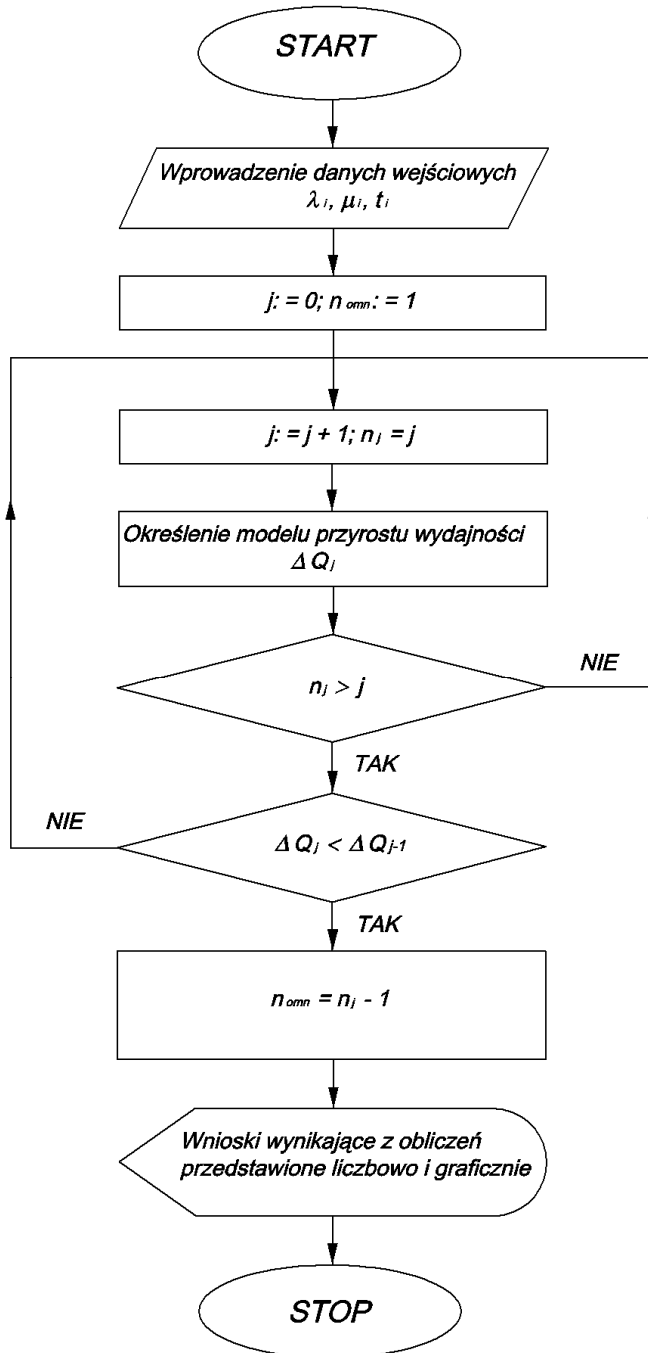 START
Wprowadzenie danych wejściowych
λi, μi, ti
j: = 0; nomn: = 1
j: = j + 1; nj = j
Określenie modelu przyrostu wydajności
ΔQj
nj > j
NIE
TAK
NIE
ΔQj < ΔQj-1
TAK
nomn = nj - 1
Wnioski wynikające z obliczeń
przedstawione liczbowo i graficznie
STOP